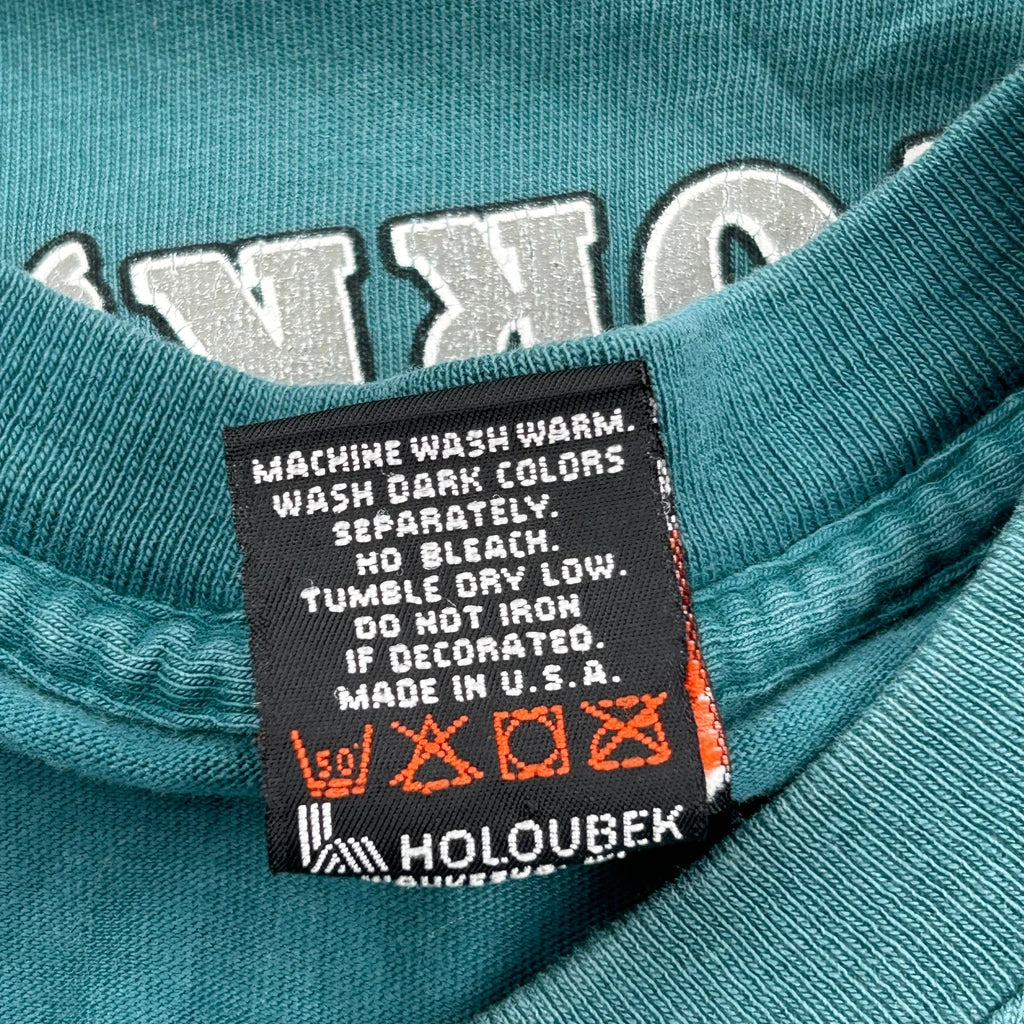 MACHINE WASH WARM.
WASH DARK COLORS
SEPARATELY.
NO BLEACH.
TUMBLE DRY LOW.
DO NOT IRON
IF DECORATED.
MADE IN U.S.A.
50°
HOLOUBEK